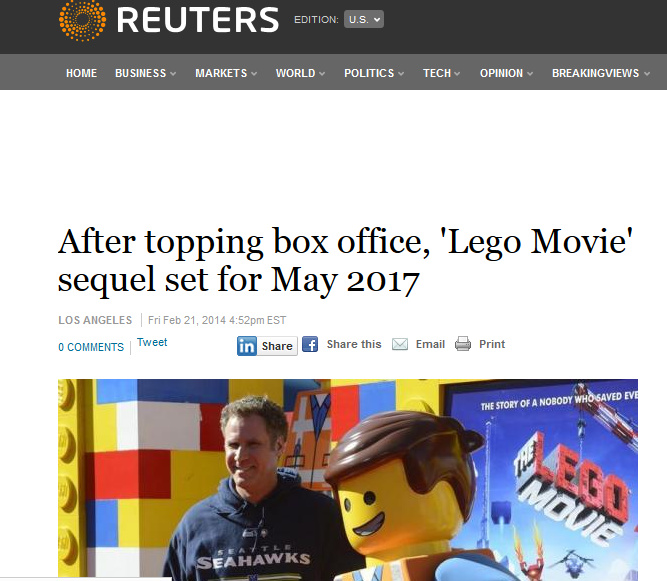 REUTERS EDITION: U.S.
HOME BUSINESS MARKETS WORLD POLITICS TECH OPINION BREAKINGVIEWS
After topping box office, 'Lego Movie'
sequel set for May 2017
LOS ANGELES Fri Feb 21, 2014 4:52pm EST
0 COMMENTS Tweet in Share f Share this Email Print
THE STORY OF A NOBODY WHO SAVED EVE
THE
LEGO
MOVIE
SEATTLE
SEAHAWKS